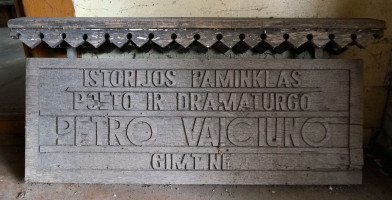 ISTORIJOS PAMINKLAS
POETO IR DRAMATURGO
PETRO VAIČIŪNO
GIMTINĖ